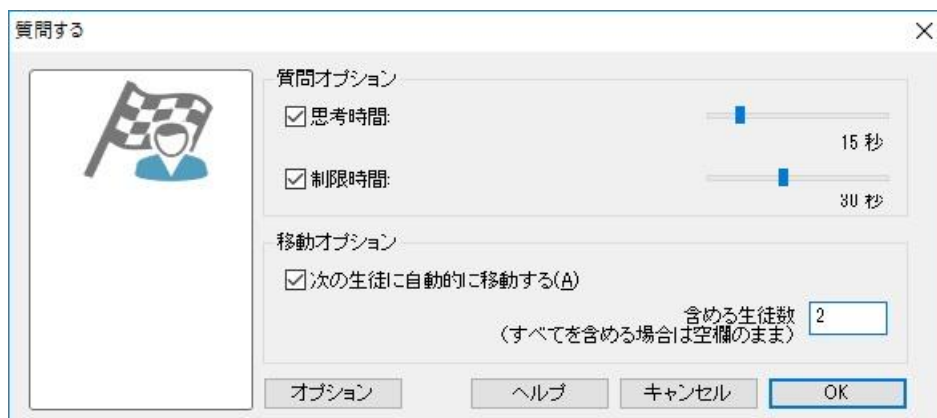 質問する
質問オプション
思考時間:
15 秒
制限時間:
30 秒
移動オプション
次の生徒に自動的に移動する(A)
含める生徒数
(すべてを含める場合は空欄のまま)
2
オプション
ヘルプ
キャンセル
OK